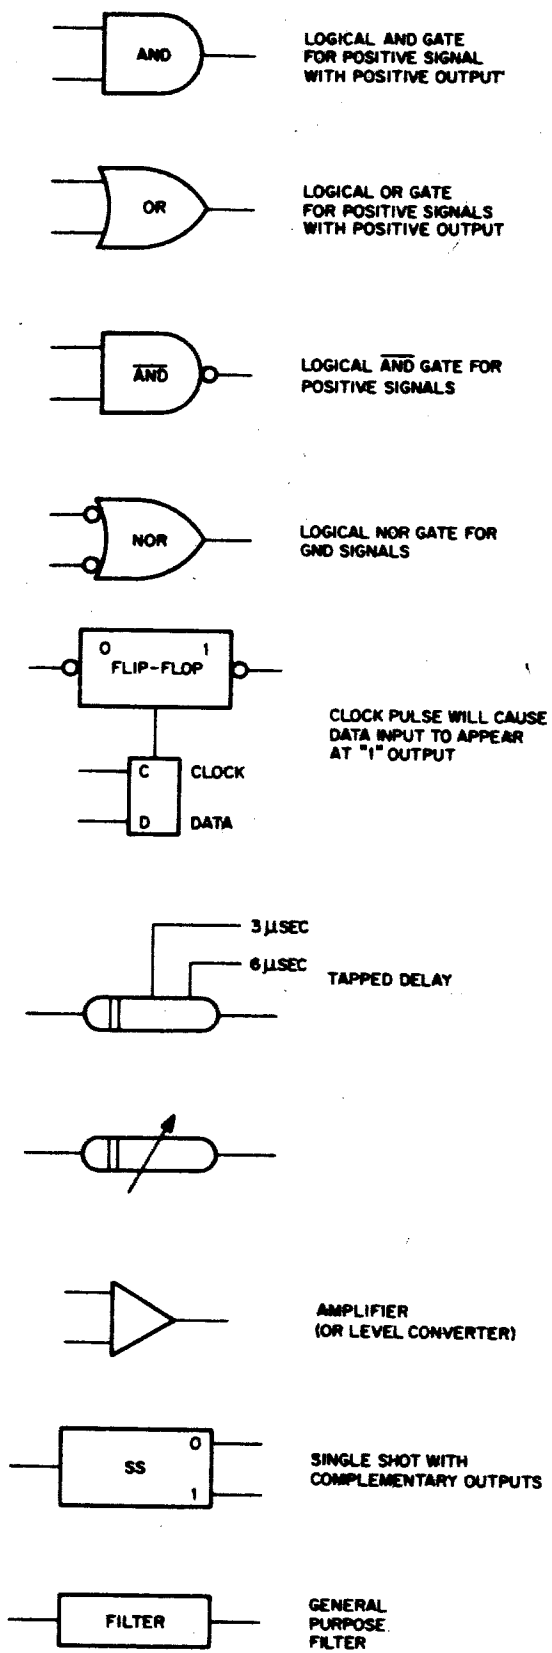 AND
LOGICAL AND GATE
FOR POSITIVE SIGNAL
WITH POSITIVE OUTPUT
OR
LOGICAL OR GATE
FOR POSITIVE SIGNALS
WITH POSITIVE OUTPUT
A̅N̅D̅
LOGICAL A̅N̅D̅ GATE FOR
POSITIVE SIGNALS
NOR
LOGICAL NOR GATE FOR
GND SIGNALS
0 1
FLIP-FLOP
CLOCK PULSE WILL CAUSE
DATA INPUT TO APPEAR
AT "1" OUTPUT
C CLOCK
D DATA
3 μSEC
6 μSEC
TAPPED DELAY
AMPLIFIER
(OR LEVEL CONVERTER)
0
SS
1
SINGLE SHOT WITH
COMPLEMENTARY OUTPUTS
FILTER
GENERAL
PURPOSE
FILTER